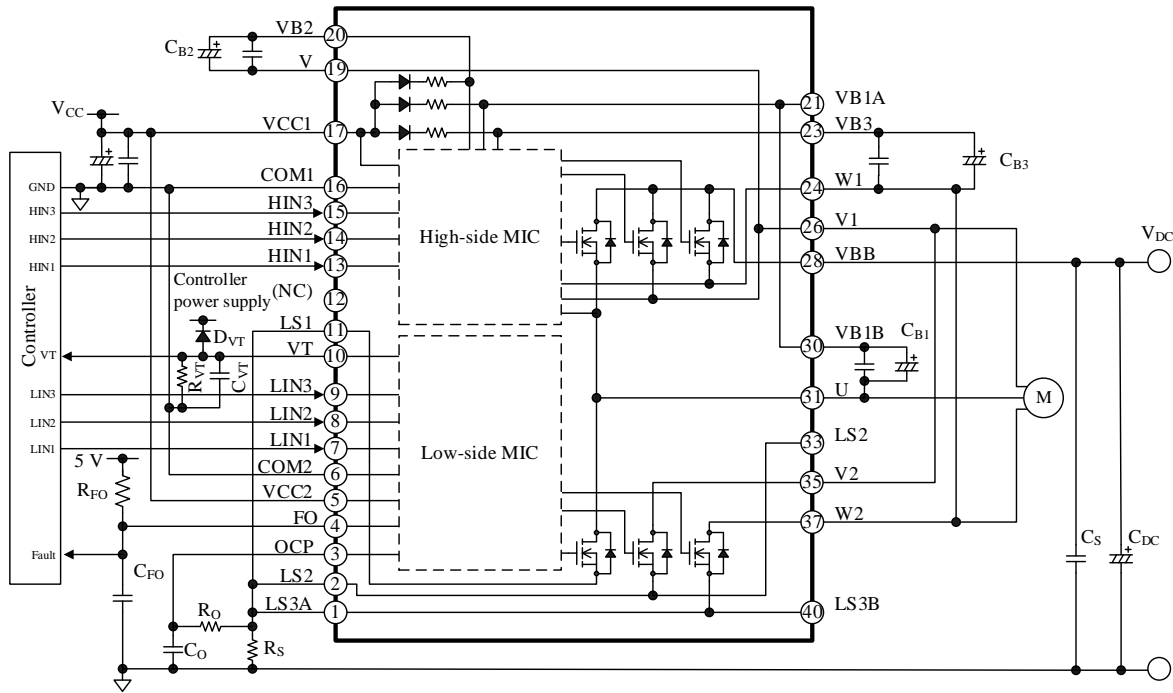 VB2
20
CB2
V
19
VCC
VCC1
17
GND
COM1
16
HIN3
HIN3
15
HIN2
HIN2
14
HIN1
HIN1
13
Controller
power supply
(NC)
12
DVT
LS1
11
VT
VT
10
RVT
CVT
LIN3
LIN3
9
LIN2
LIN2
8
LIN1
LIN1
7
5 V
COM2
6
RFO
VCC2
5
FO
4
Fault
OCP
3
CFO
LS2
2
RO
LS3A
1
CO
RS
Controller
High-side MIC
Low-side MIC
21
VB1A
23
VB3
CB3
24
W1
26
V1
VDC
28
VBB
30
VB1B
CB1
31
U
M
33
LS2
35
V2
37
W2
CS
CDC
40
LS3B